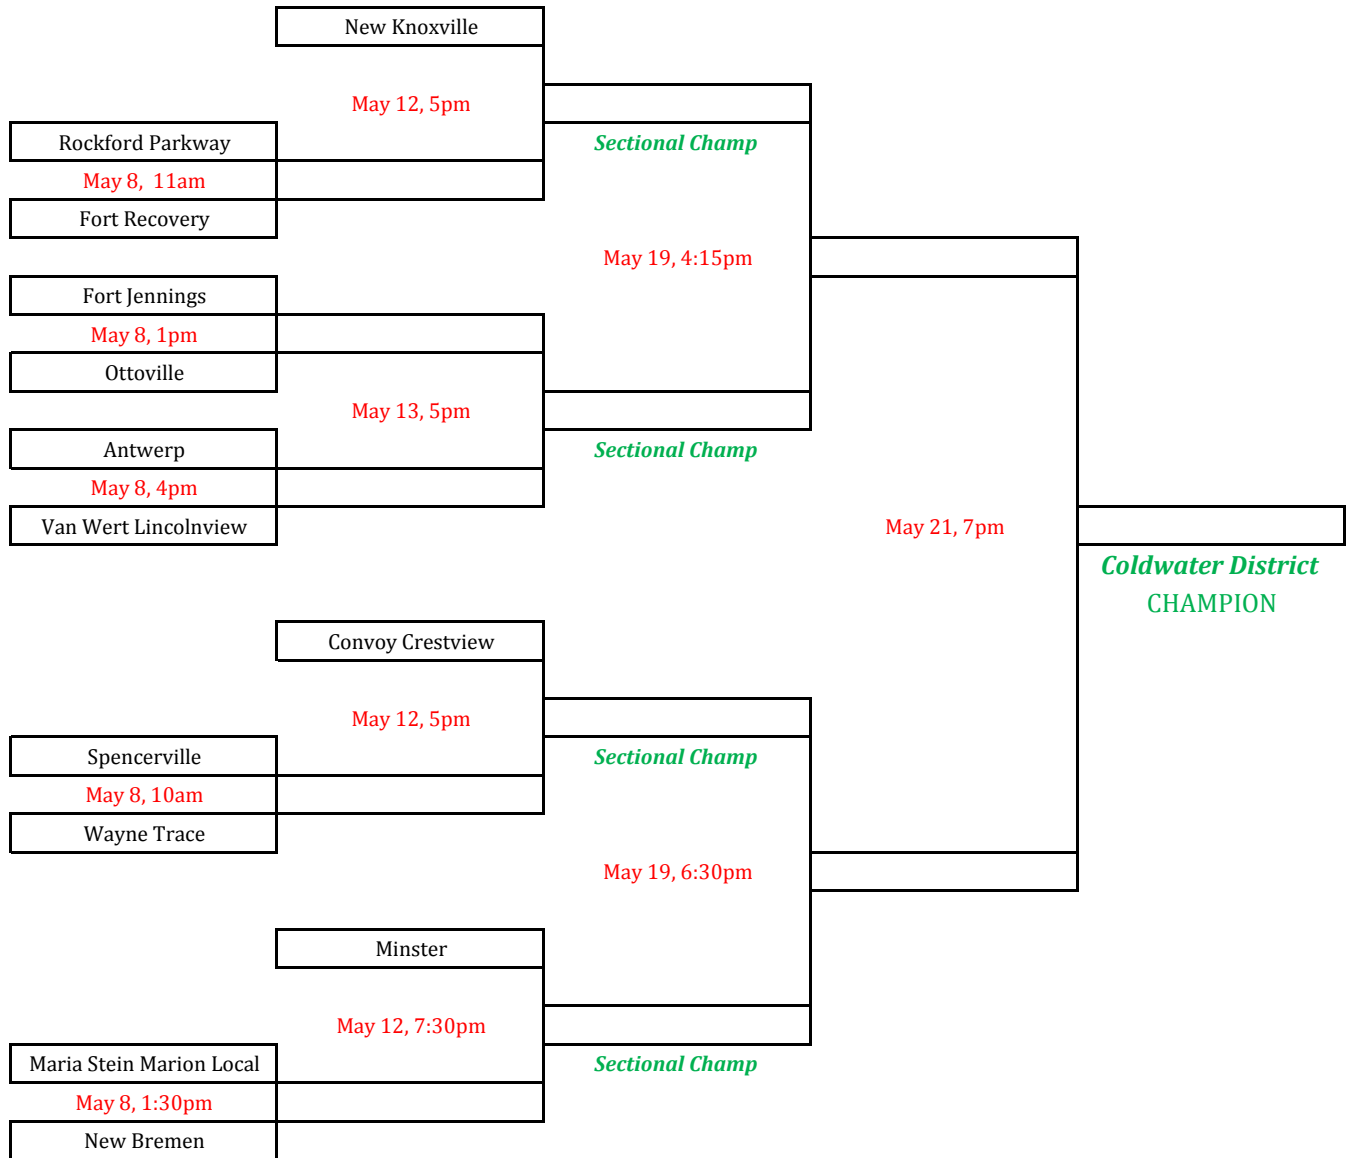 New Knoxville
May 12, 5pm
Rockford Parkway
Sectional Champ
May 8,  11am
Fort Recovery
May 19, 4:15pm
Fort Jennings
May 8, 1pm
Ottoville
May 13, 5pm
Antwerp
Sectional Champ
May 8, 4pm
Van Wert Lincolnview
May 21, 7pm
Coldwater District
CHAMPION
Convoy Crestview
May 12, 5pm
Spencerville
Sectional Champ
May 8, 10am
Wayne Trace
May 19, 6:30pm
Minster
May 12, 7:30pm
Maria Stein Marion Local
Sectional Champ
May 8, 1:30pm
New Bremen